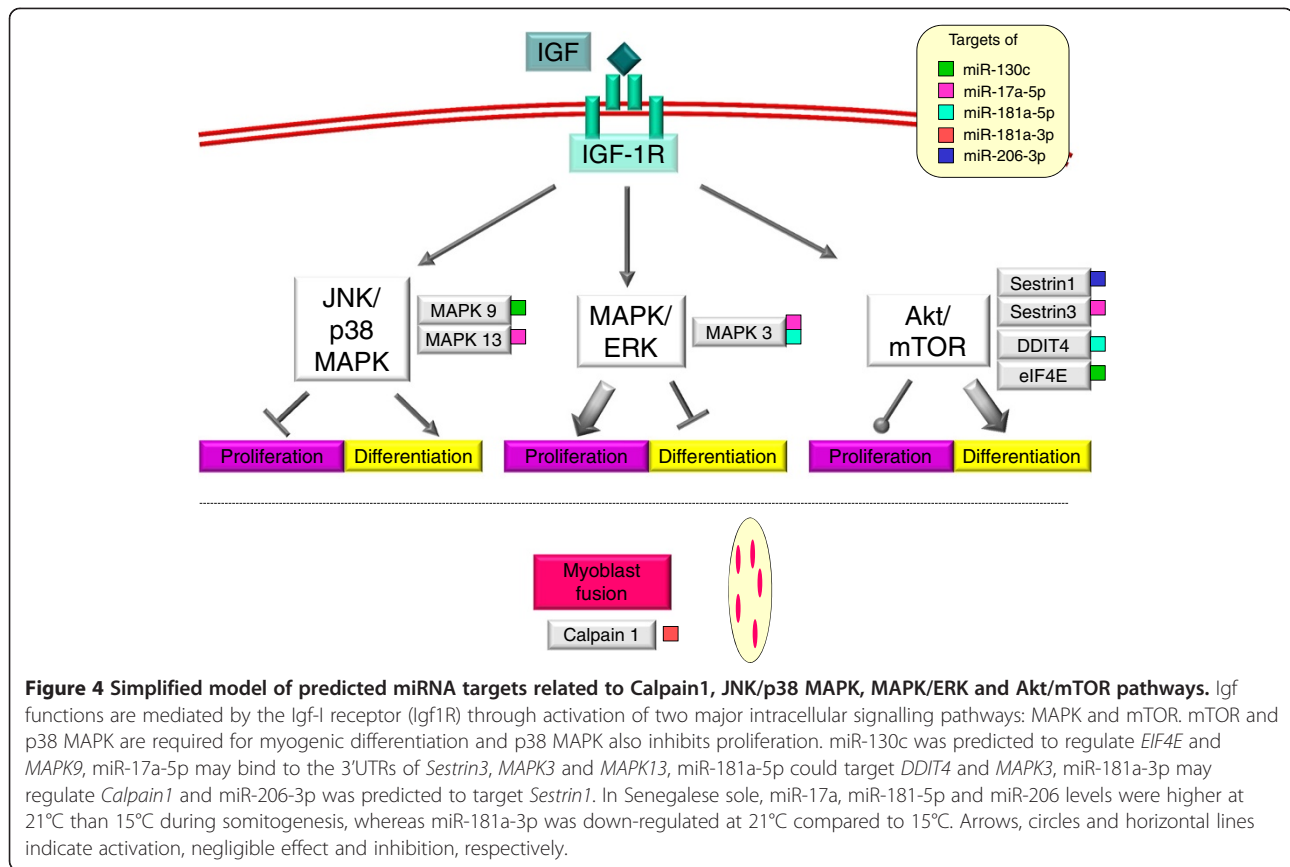 IGF
IGF-1R
Targets of
miR-130c
miR-17a-5p
miR-181a-5p
miR-181a-3p
miR-206-3p
JNK/
p38
MAPK
MAPK 9
MAPK 13
MAPK/
ERK
MAPK 3
Akt/
mTOR
Sestrin1
Sestrin3
DDIT4
eIF4E
Proliferation Differentiation
Proliferation Differentiation
Proliferation Differentiation
Myoblast
fusion
Calpain 1
Figure 4 Simplified model of predicted miRNA targets related to Calpain1, JNK/p38 MAPK, MAPK/ERK and Akt/mTOR pathways. Igf
functions are mediated by the Igf-I receptor (Igf1R) through activation of two major intracellular signalling pathways: MAPK and mTOR. mTOR and
p38 MAPK are required for myogenic differentiation and p38 MAPK also inhibits proliferation. miR-130c was predicted to regulate EIF4E and
MAPK9, miR-17a-5p may bind to the 3'UTRs of Sestrin3, MAPK3 and MAPK13, miR-181a-5p could target DDIT4 and MAPK3, miR-181a-3p may
regulate Calpain1 and miR-206-3p was predicted to target Sestrin1. In Senegalese sole, miR-17a, miR-181-5p and miR-206 levels were higher at
21°C than 15°C during somitogenesis, whereas miR-181a-3p was down-regulated at 21°C compared to 15°C. Arrows, circles and horizontal lines
indicate activation, negligible effect and inhibition, respectively.